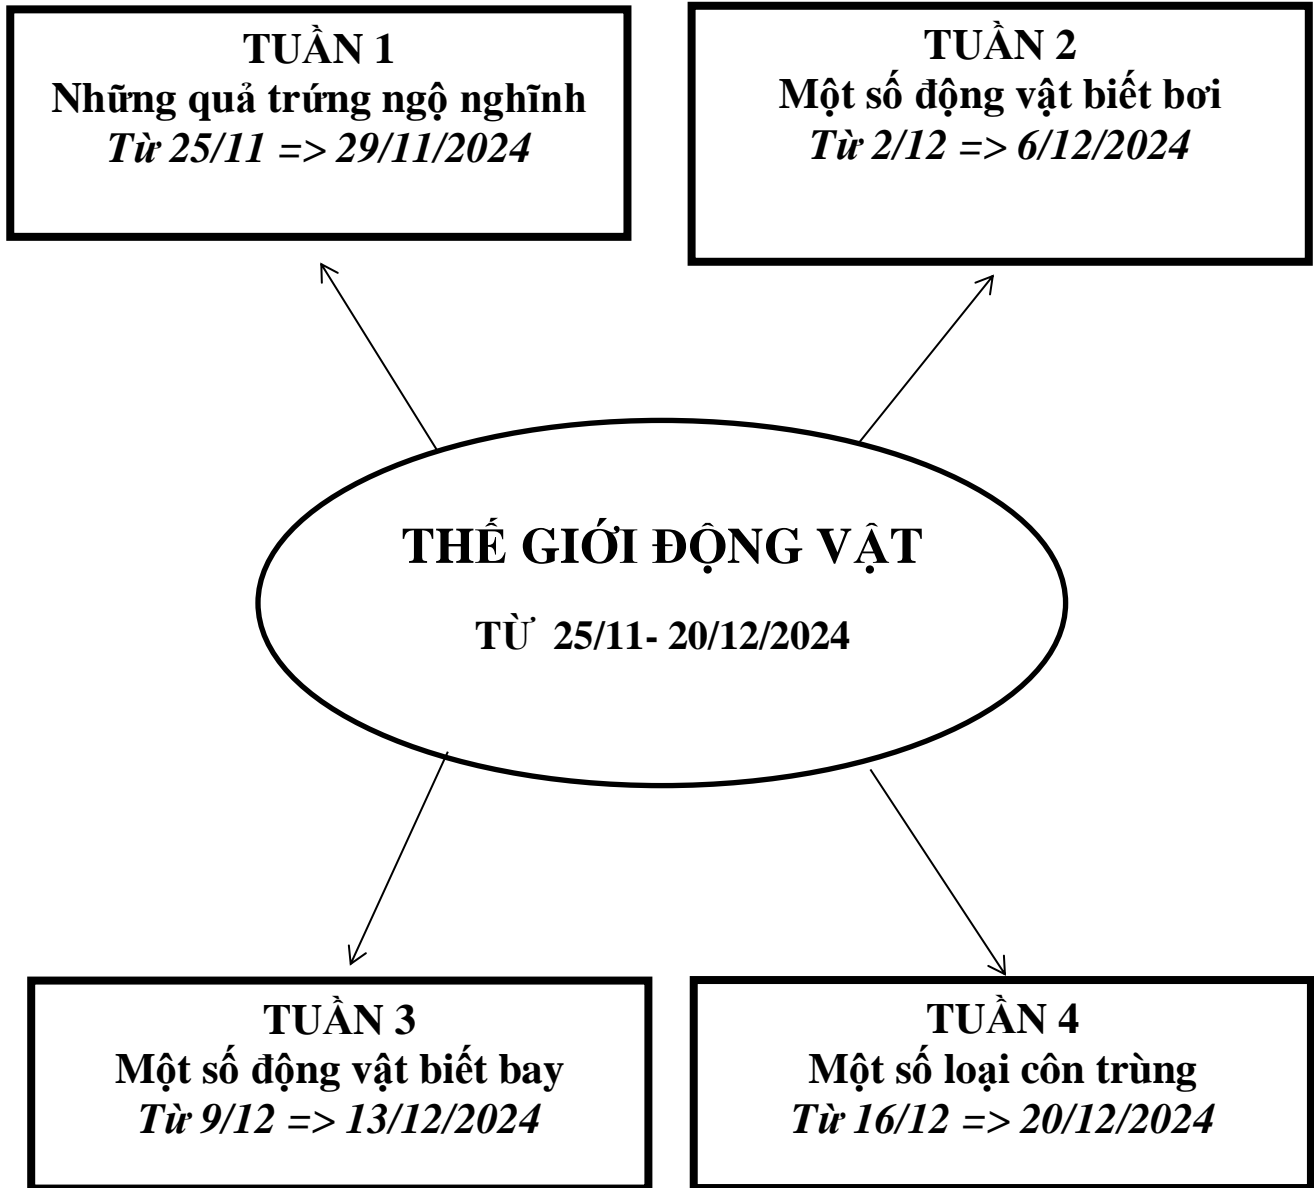 TUẦN 1
Những quả trứng ngộ nghĩnh
Từ 25/11 => 29/11/2024
TUẦN 2
Một số động vật biết bơi
Từ 2/12 => 6/12/2024
THẾ GIỚI ĐỘNG VẬT
TỪ 25/11- 20/12/2024
TUẦN 3
Một số động vật biết bay
Từ 9/12 => 13/12/2024
TUẦN 4
Một số loại côn trùng
Từ 16/12 => 20/12/2024